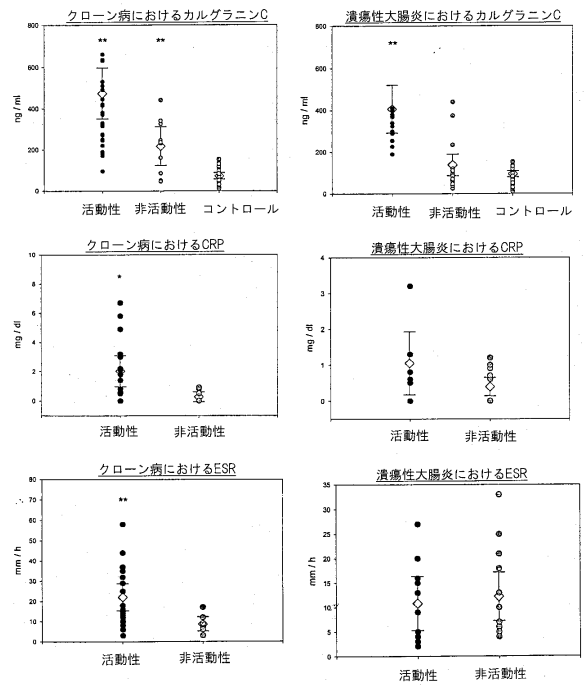 クローン病におけるカルグラニンC
ng / ml
800
600
400
200
0
**
**
活動性
非活動性
コントロール
潰瘍性大腸炎におけるカルグラニンC
ng / ml
800
600
400
200
0
**
活動性
非活動性
コントロール
クローン病におけるCRP
mg / dl
10
8
6
4
2
0
*
活動性
非活動性
潰瘍性大腸炎におけるCRP
mg / dl
4
3
2
1
0
活動性
非活動性
クローン病におけるESR
mm / h
80
70
60
50
40
30
20
10
0
**
活動性
非活動性
潰瘍性大腸炎におけるESR
mm / h
35
30
25
20
15
10
5
0
活動性
非活動性